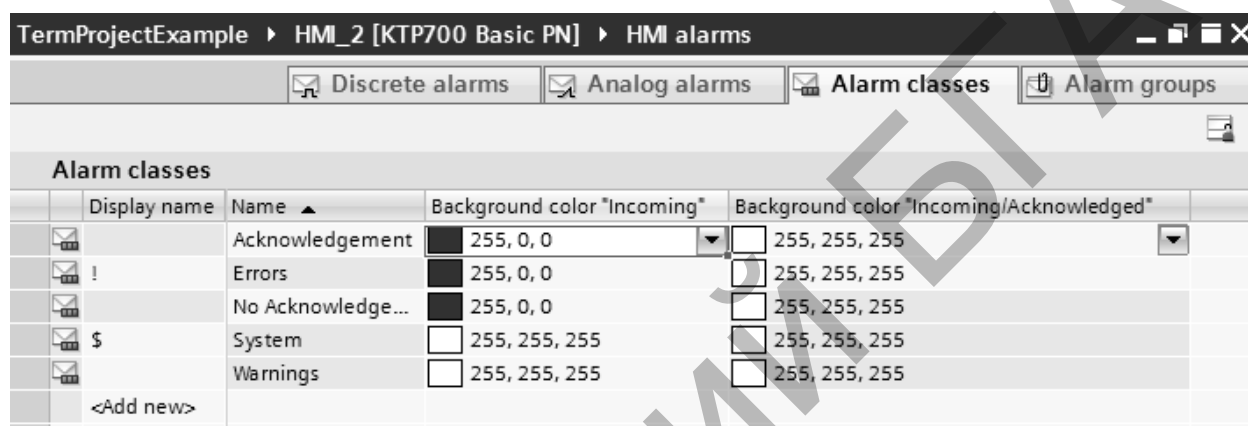 TermProjectExample ▸ HMI_2 [KTP700 Basic PN] ▸ HMI alarms
Discrete alarms Analog alarms Alarm classes Alarm groups
Alarm classes
Display name Name Background color "Incoming" Background color "Incoming/Acknowledged"
Acknowledgement 255, 0, 0 255, 255, 255
! Errors 255, 0, 0 255, 255, 255
No Acknowledge... 255, 0, 0 255, 255, 255
$ System 255, 255, 255 255, 255, 255
Warnings 255, 255, 255 255, 255, 255
<Add new>
ИЙ БГА